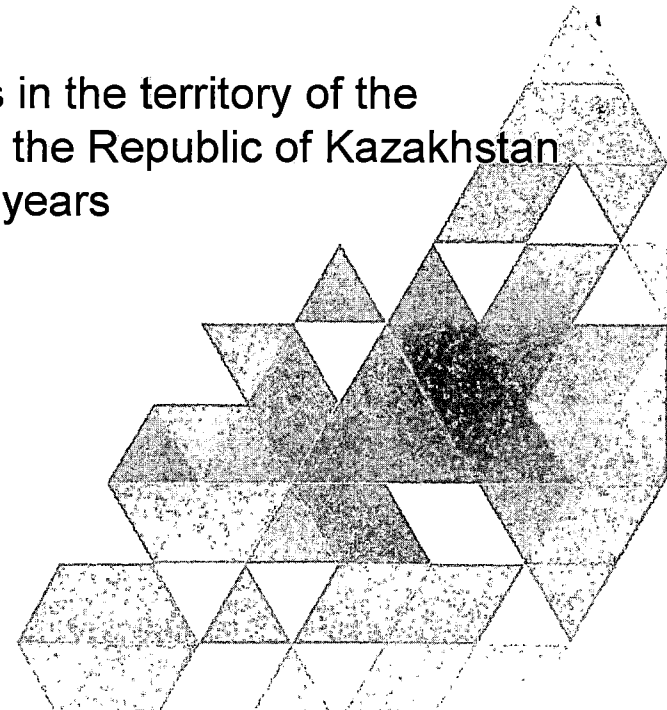 s in the territory of the
the Republic of Kazakhstan
years